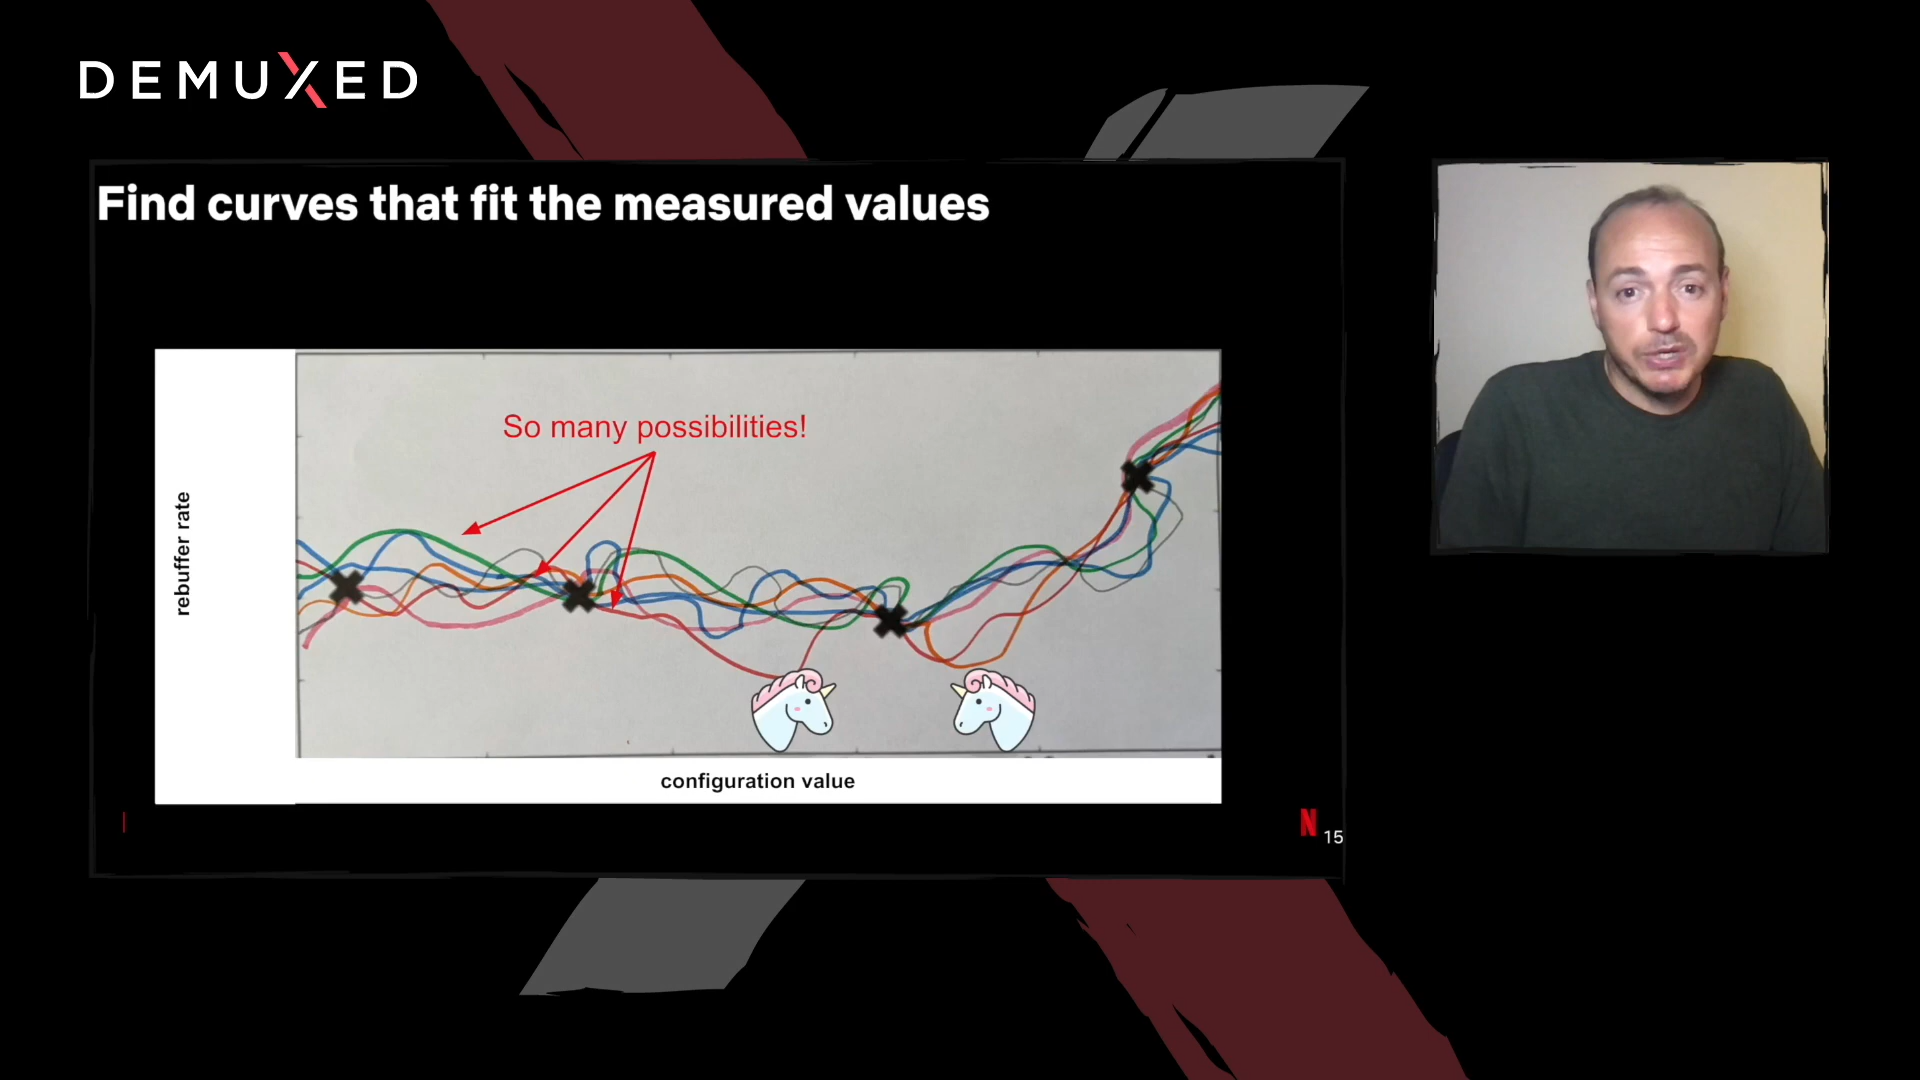 DEMUXED
Find curves that fit the measured values
So many possibilities!
rebuffer rate
configuration value
N
15